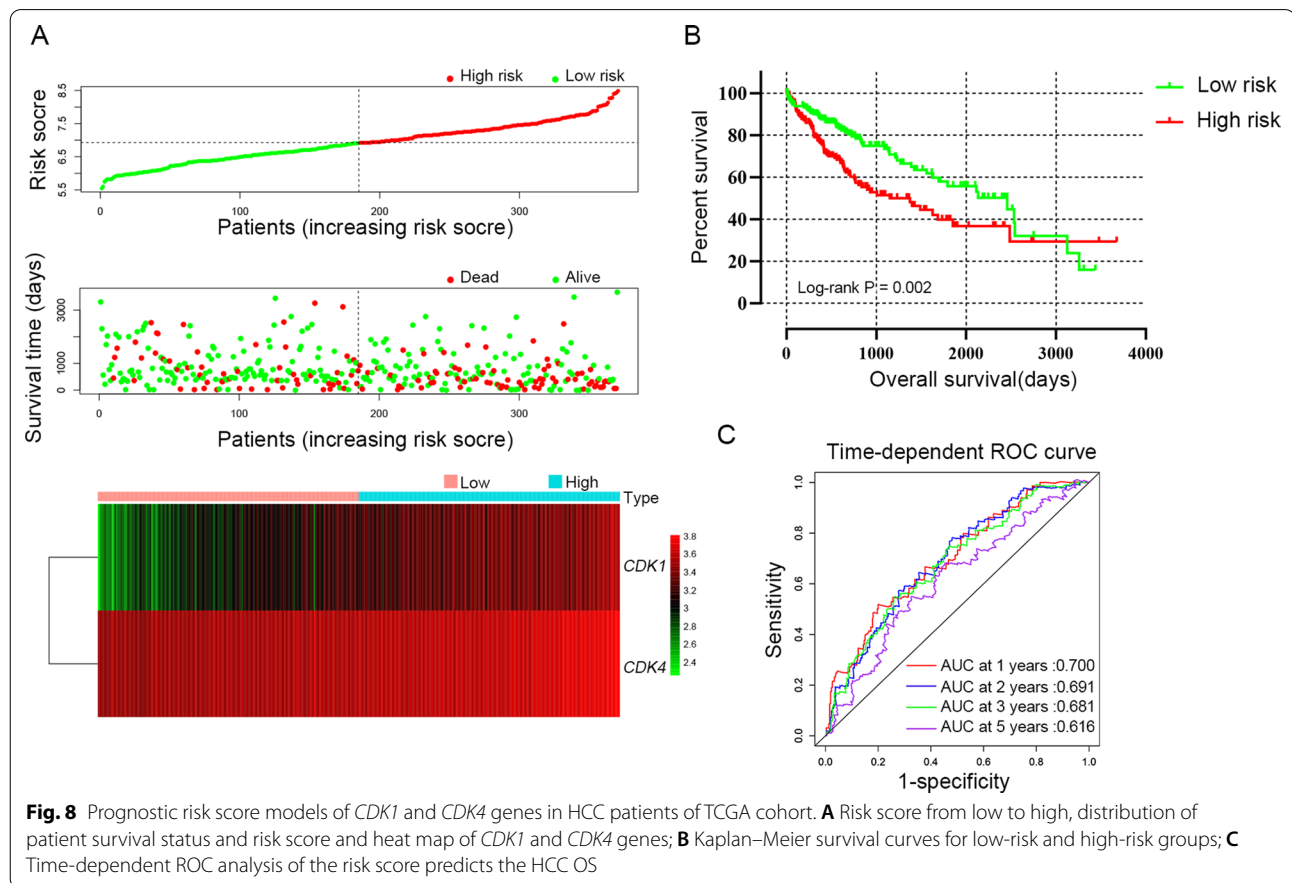 A
High risk Low risk
Risk socre
5.5 6.5 7.5 8.5
0 100 200 300
Patients (increasing risk socre)
Dead Alive
Survival time (days)
0 1000 3000
0 100 200 300
Patients (increasing risk socre)
Low High
Type
CDK1
CDK4
3.8
3.6
3.4
3.2
3
2.8
2.6
2.4
B
Low risk
High risk
Percent survival
100
80
60
40
20
0
Log-rank P = 0.002
0 1000 2000 3000 4000
Overall survival(days)
C
Time-dependent ROC curve
Sensitivity
1.0
0.8
0.6
0.4
0.2
0.0
AUC at 1 years :0.700
AUC at 2 years :0.691
AUC at 3 years :0.681
AUC at 5 years :0.616
0.0 0.2 0.4 0.6 0.8 1.0
1-specificity
Fig. 8 Prognostic risk score models of CDK1 and CDK4 genes in HCC patients of TCGA cohort. A Risk score from low to high, distribution of
patient survival status and risk score and heat map of CDK1 and CDK4 genes; B Kaplan–Meier survival curves for low-risk and high-risk groups; C
Time-dependent ROC analysis of the risk score predicts the HCC OS